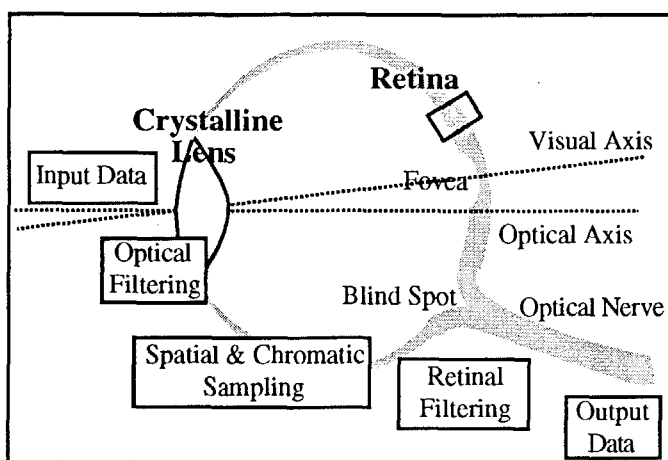 Retina
Crystalline
Lens
Visual Axis
Input Data
Fovea
Optical Axis
Optical
Filtering
Blind Spot
Optical Nerve
Spatial & Chromatic
Sampling
Retinal
Filtering
Output
Data